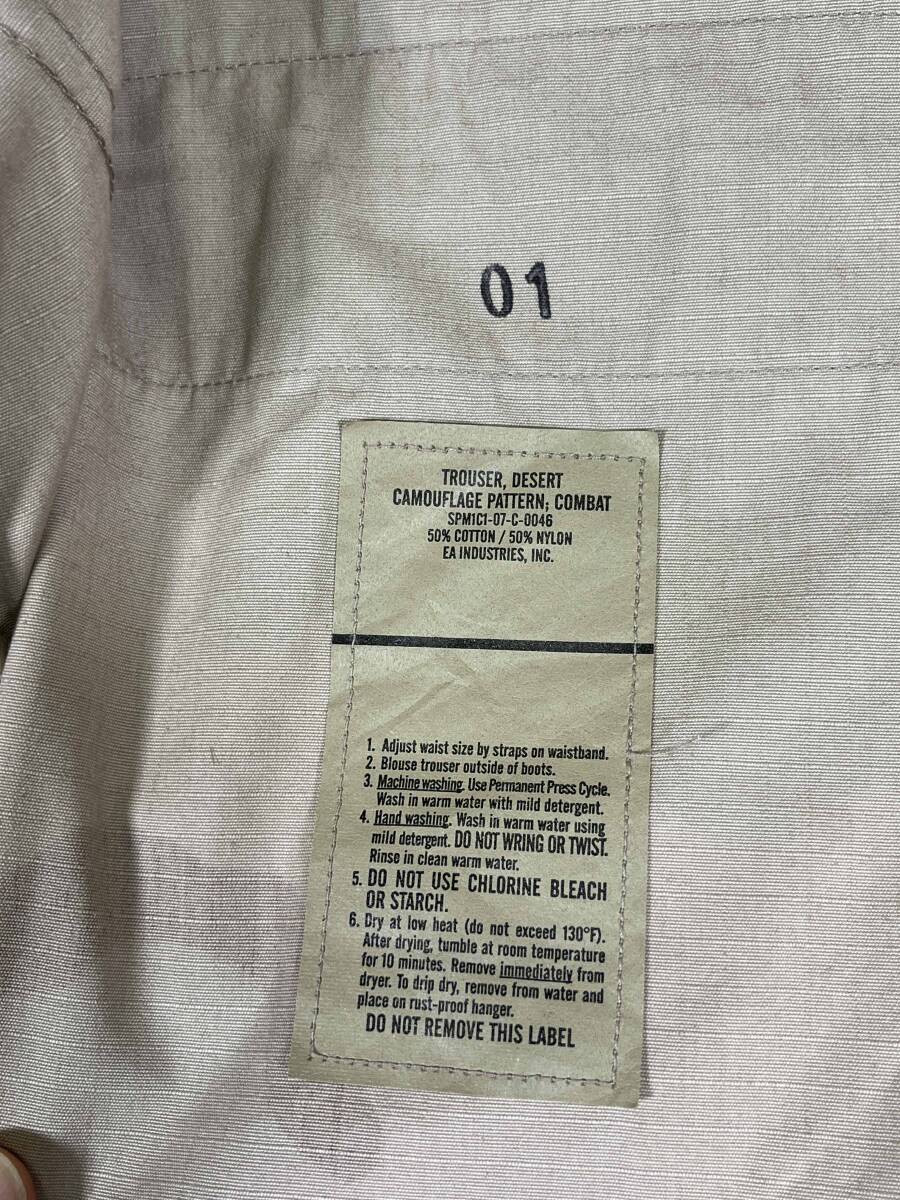 01
TROUSER, DESERT
CAMOUFLAGE PATTERN; COMBAT
SPM1C1-07-C-0046
50% COTTON / 50% NYLON
EA INDUSTRIES, INC.
1. Adjust waist size by straps on waistband.
2. Blouse trouser outside of boots.
3. Machine washing. Use Permanent Press Cycle.
Wash in warm water with mild detergent.
4. Hand washing. Wash in warm water using
mild detergent. DO NOT WRING OR TWIST.
Rinse in clean warm water.
5. DO NOT USE CHLORINE BLEACH
OR STARCH.
6. Dry at low heat (do not exceed 130°F).
After drying, tumble at room temperature
for 10 minutes. Remove immediately from
dryer. To drip dry, remove from water and
place on rust-proof hanger.
DO NOT REMOVE THIS LABEL